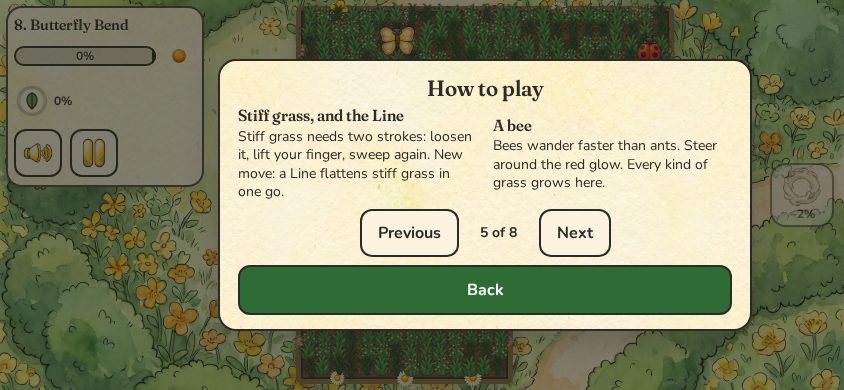 8. Butterfly Bend
0%
0%
How to play
Stiff grass, and the Line
Stiff grass needs two strokes: loosen
it, lift your finger, sweep again. New
move: a Line flattens stiff grass in
one go.
A bee
Bees wander faster than ants. Steer
around the red glow. Every kind of
grass grows here.
Previous
5 of 8
Next
Back
-2%